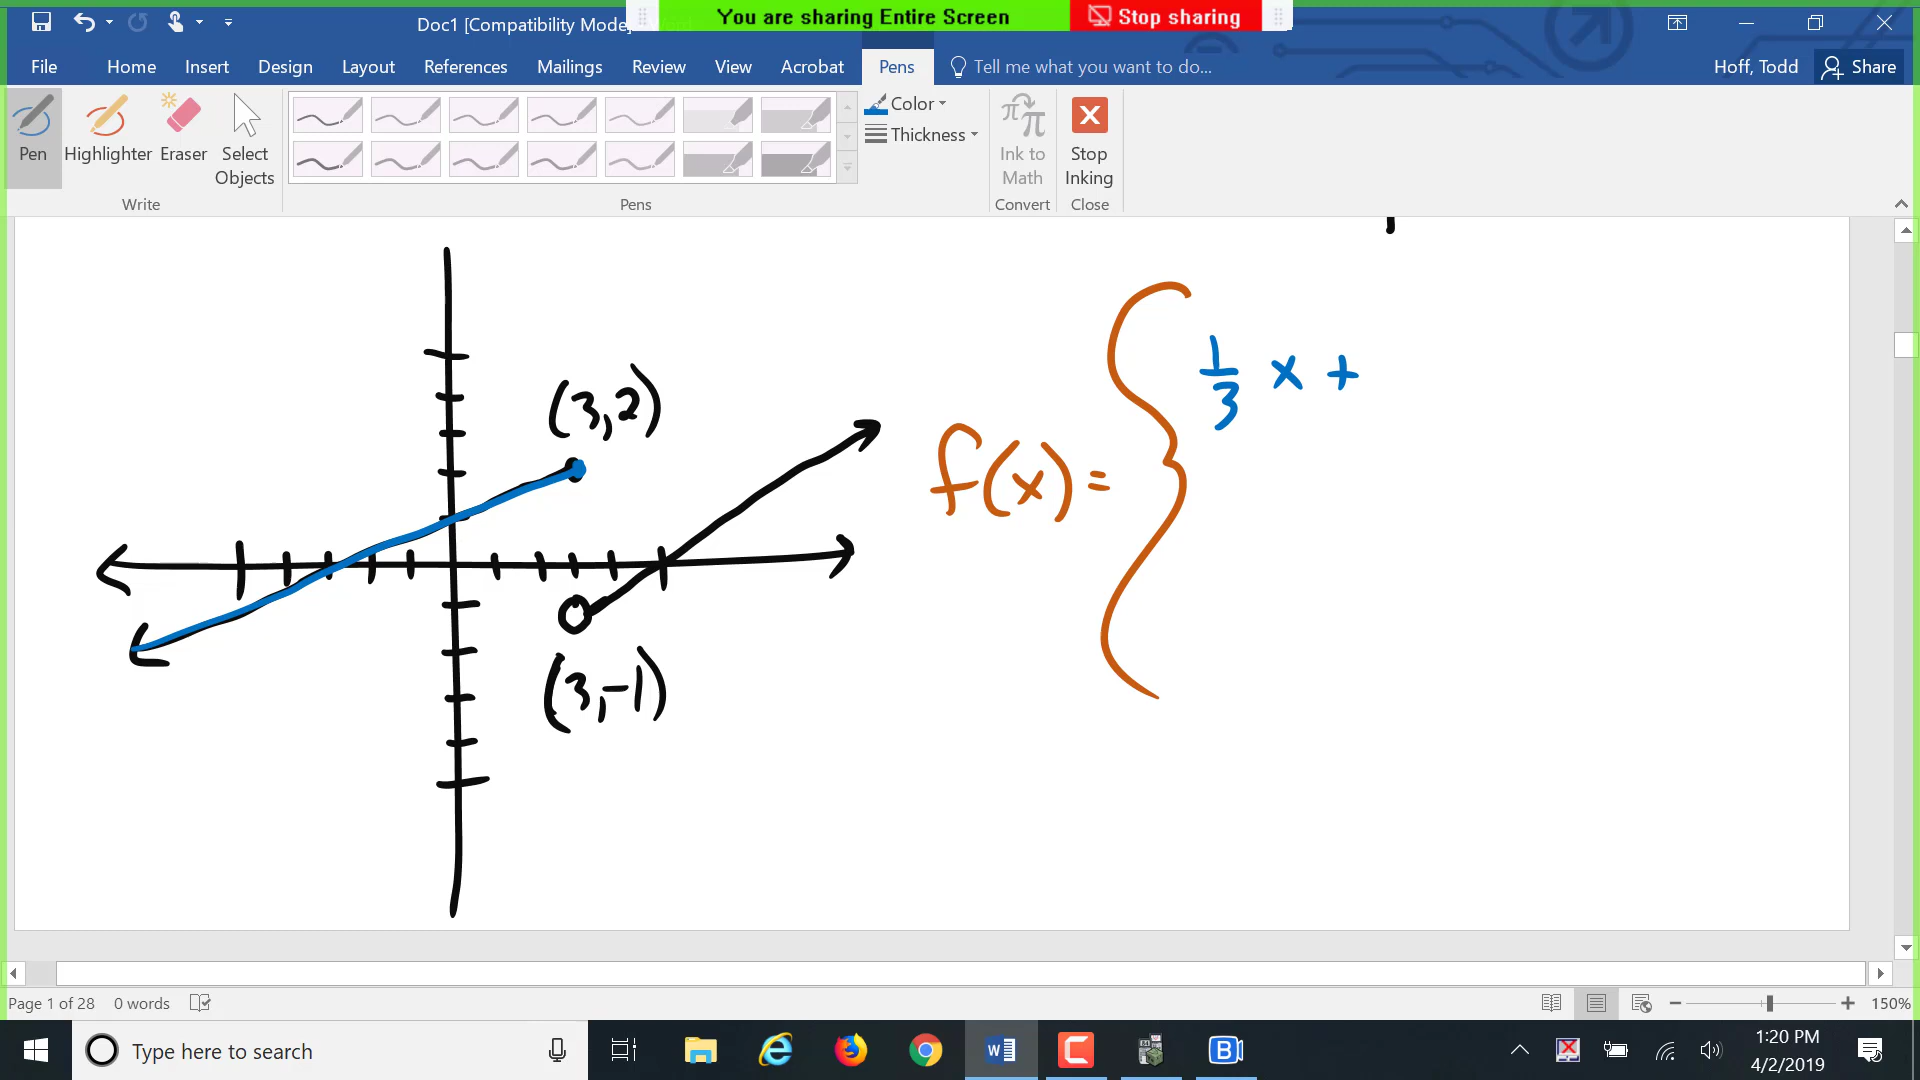 You are sharing Entire Screen Stop sharing
Doc1 [Compatibility Mode]
File Home Insert Design Layout References Mailings Review View Acrobat Pens Tell me what you want to do... Hoff, Todd Share
Pen Highlighter Eraser Select Objects
Color
Thickness
Ink to Math
Stop Inking
Write Pens Convert Close
(3,2)
1/3 x +
f(x)=
(3,-1)
Page 1 of 28 0 words 150%
Type here to search
1:20 PM
4/2/2019